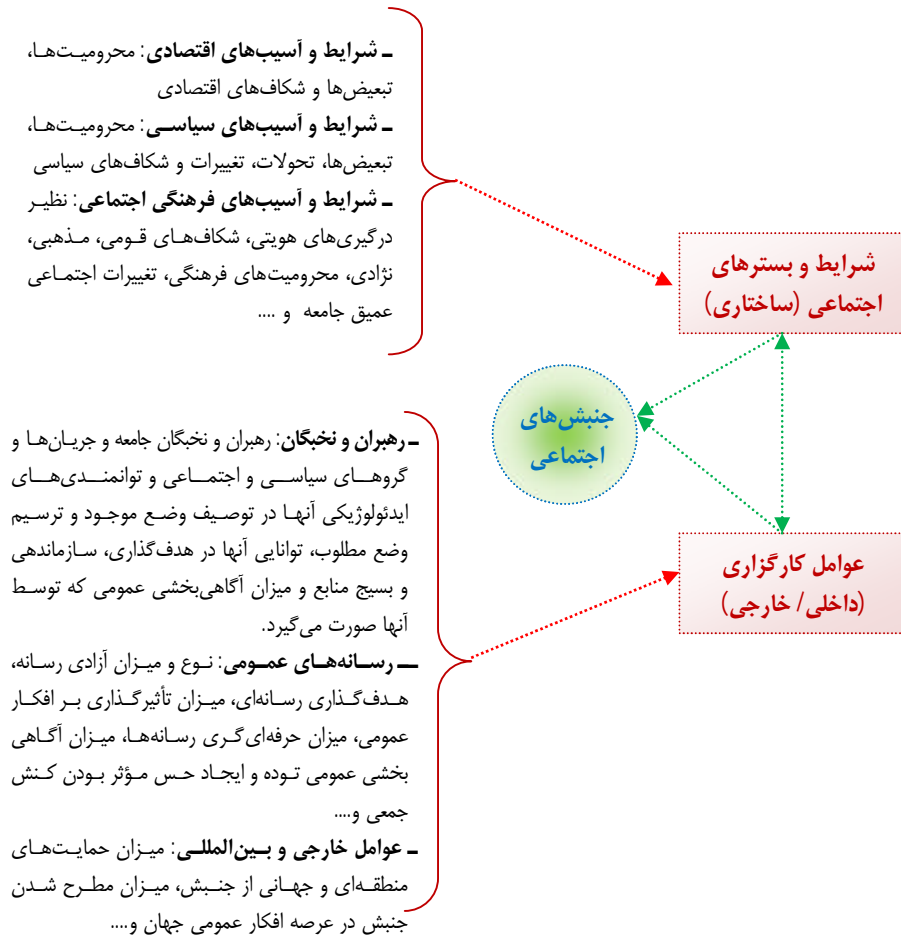 ـ شرایط و آسیب‌های اقتصادی: محرومیت‌ها،
تبعیض‌ها و شکاف‌های اقتصادی
ـ شرایط و آسیب‌های سیاسی: محرومیت‌ها،
تبعیض‌ها، تحولات، تغییرات و شکاف‌های سیاسی
ـ شرایط و آسیب‌های فرهنگی اجتماعی: نظیر
درگیری‌های هویتی، شکاف‌های قومی، مذهبی،
نژادی، محرومیت‌های فرهنگی، تغییرات اجتماعی
عمیق جامعه و ....
شرایط و بسترهای
اجتماعی (ساختاری)
جنبش‌های
اجتماعی
ـ رهبران و نخبگان: رهبران و نخبگان جامعه و جریان‌ها و
گروهای سیاسی و اجتماعی و توانمندی‌های
ایدئولوژیکی آنها در توصیف وضع موجود و ترسیم
وضع مطلوب، توانایی آنها در هدف‌گذاری، سازماندهی
و بسیج منابع و میزان آگاهی‌بخشی عمومی که توسط
آنها صورت می‌گیرد.
ـ رسانه‌های عمومی: نوع و میزان آزادی رسانه،
هدف‌گذاری رسانه‌ای، میزان تأثیرگذاری بر افکار
عمومی، میزان حرفه‌ای‌گری رسانه‌ها، میزان آگاهی
بخشی عمومی توده و ایجاد حس مؤثر بودن کنش
جمعی و....
ـ عوامل خارجی و بین‌المللی: میزان حمایت‌های
منطقه‌ای و جهانی از جنبش، میزان مطرح شدن
جنبش در عرصه افکار عمومی جهان و....
عوامل کارگزاری
(داخلی/ خارجی)